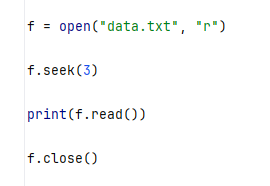 f = open("data.txt", "r")
f.seek(3)
print(f.read())
f.close()